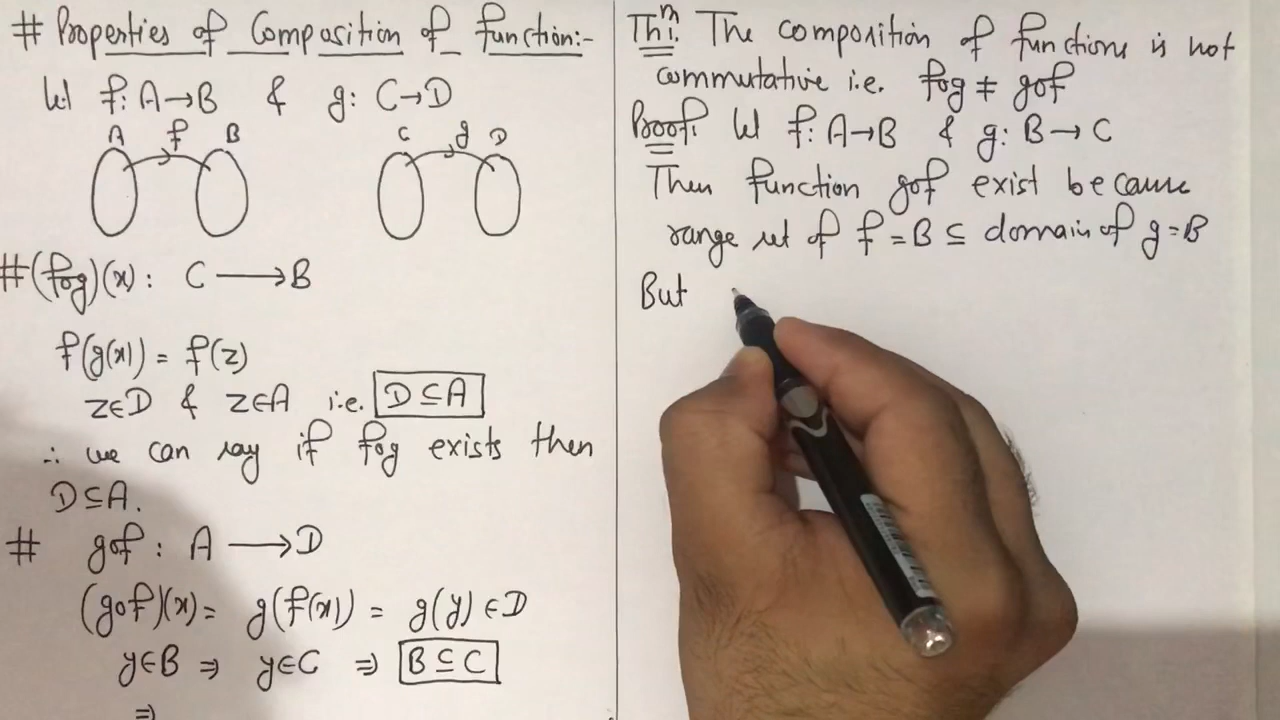 # Properties of Composition of function:-
Let f: A→B & g: C→D
A f B C g D
#(fog)(x): C ⟶ B
f(g(x)) = f(z)
z∈D & z∈A i.e. D⊆A
∴ we can say if fog exists then
D⊆A.
# gof : A ⟶ D
(gof)(x) = g(f(x)) = g(y) ∈D
y∈B ⇒ y∈C ⇒ B⊆C
⇒
Thm1. The composition of functions is not
commutative i.e. fog ≠ gof
Proof. Let f: A→B & g: B→C
Then function gof exist because
range set of f = B ⊆ domain of g = B
But